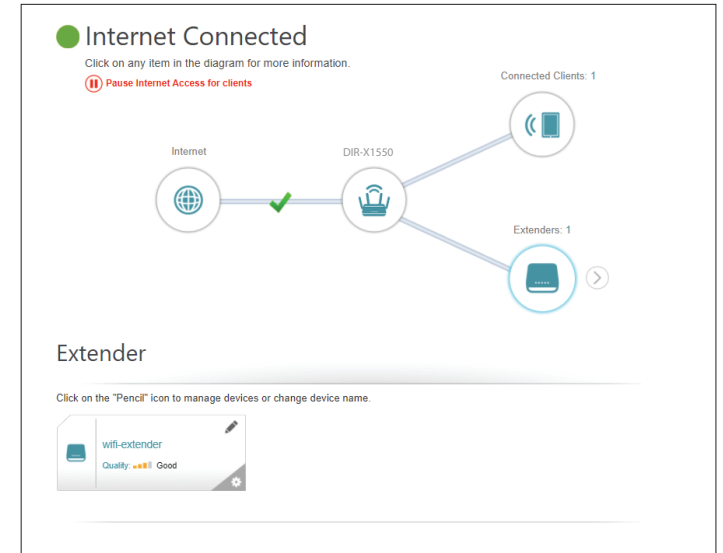 Internet Connected
Click on any item in the diagram for more information.
Pause Internet Access for clients
Connected Clients: 1
Internet
DIR-X1550
Extenders: 1
Extender
Click on the "Pencil" icon to manage devices or change device name.
wifi-extender
Quality: Good